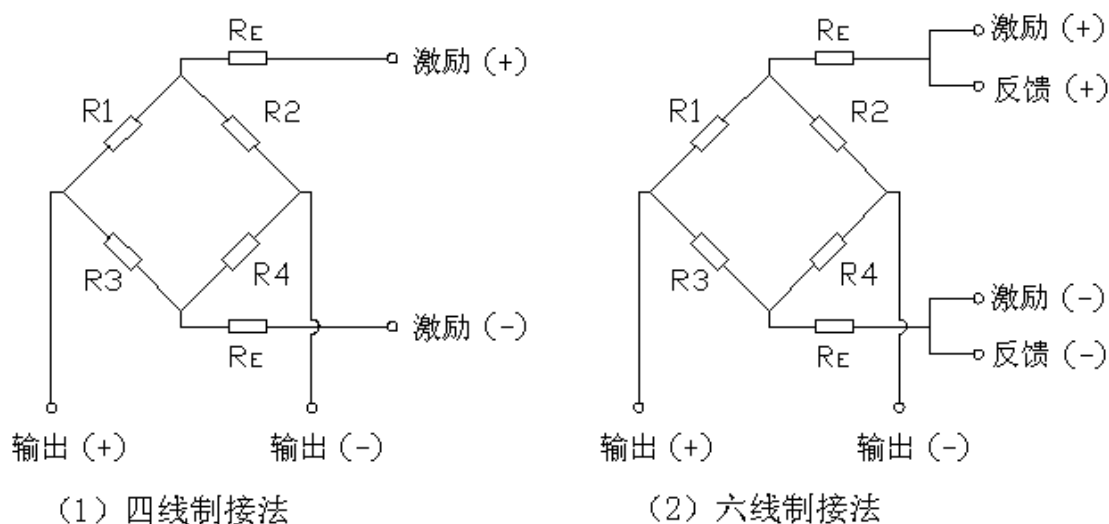 RE
激励 (+)
R1
R2
R3
R4
激励 (-)
RE
输出 (+)
输出 (-)
(1) 四线制接法
RE
激励 (+)
反馈 (+)
R1
R2
R3
R4
激励 (-)
RE
反馈 (-)
输出 (+)
输出 (-)
(2) 六线制接法